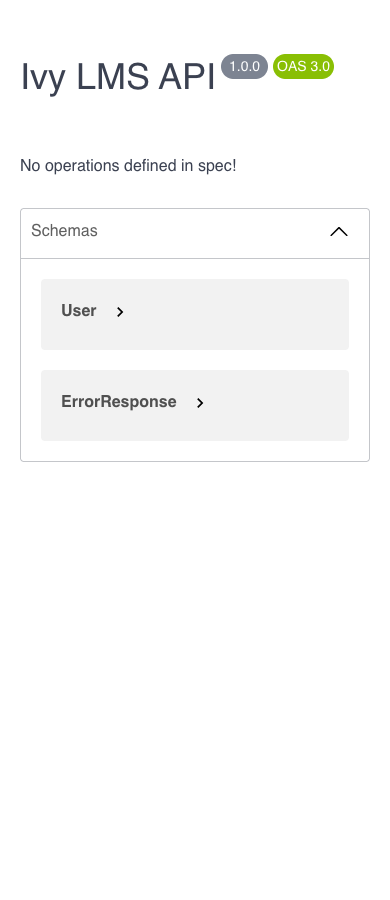 Ivy LMS API 1.0.0 OAS 3.0
No operations defined in spec!
Schemas
User
ErrorResponse